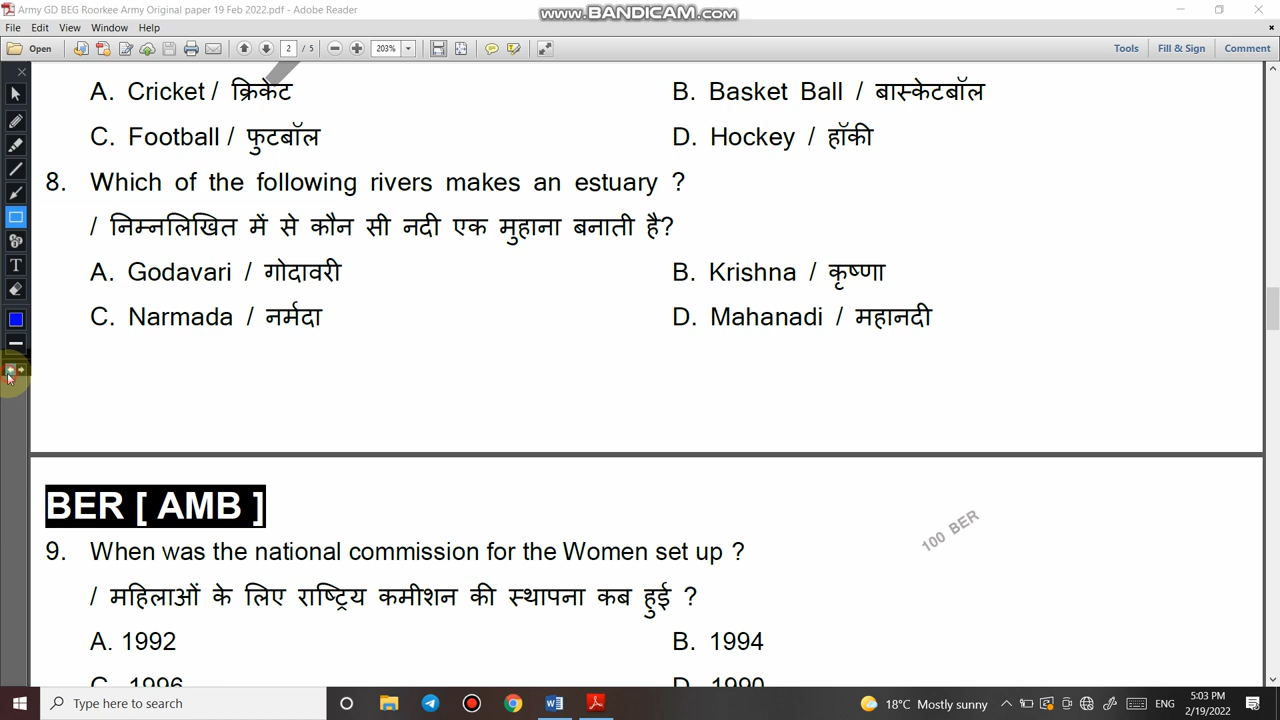 Army GD BEG Roorkee Army Original paper 19 Feb 2022.pdf - Adobe Reader
www.BANDICAM.com
File Edit View Window Help
Open 2 / 5 203% Tools Fill & Sign Comment
A. Cricket / क्रिकेट B. Basket Ball / बास्केटबॉल
C. Football / फुटबॉल D. Hockey / हॉकी
8. Which of the following rivers makes an estuary ?
/ निम्नलिखित में से कौन सी नदी एक मुहाना बनाती है?
A. Godavari / गोदावरी B. Krishna / कृष्णा
C. Narmada / नर्मदा D. Mahanadi / महानदी
BER [ AMB ]
100 BER
9. When was the national commission for the Women set up ?
/ महिलाओं के लिए राष्ट्रिय कमीशन की स्थापना कब हुई ?
A. 1992 B. 1994
C. 1996 D. 1990
Type here to search 18°C Mostly sunny ENG 5:03 PM
2/19/2022